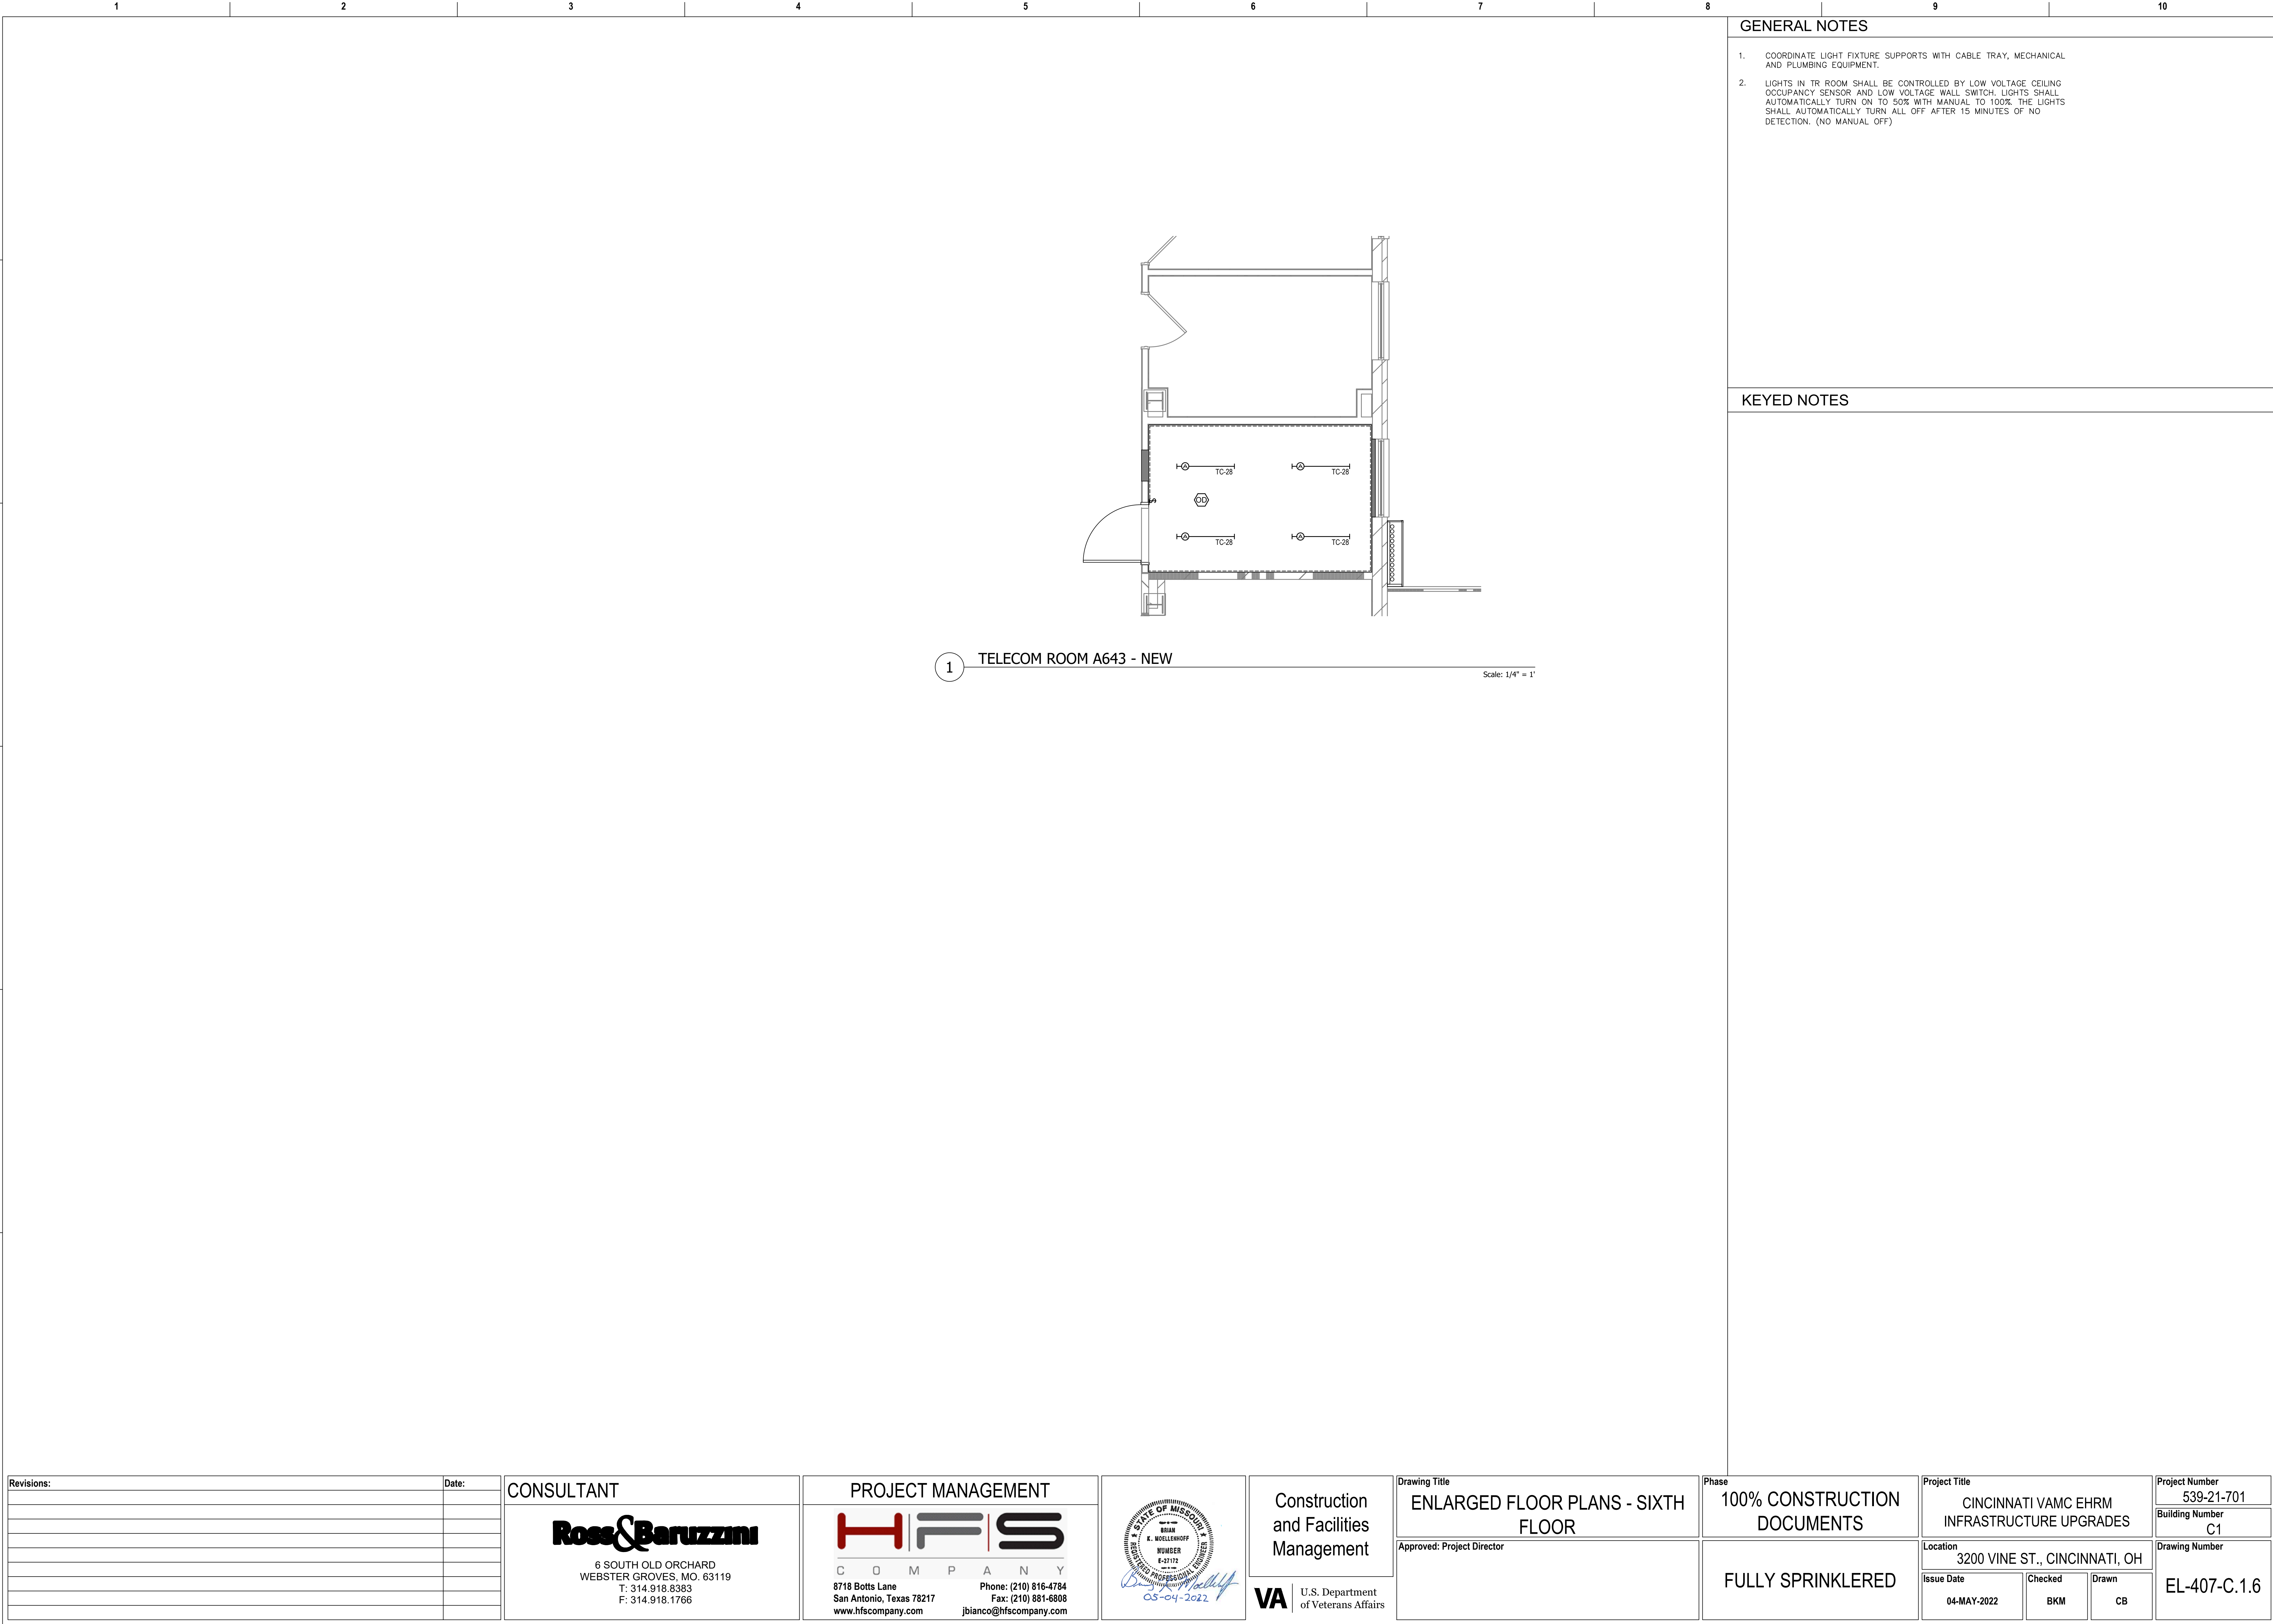 1 2 3 4 5 6 7 8 9 10
GENERAL NOTES
1. COORDINATE LIGHT FIXTURE SUPPORTS WITH CABLE TRAY, MECHANICAL
AND PLUMBING EQUIPMENT.
2. LIGHTS IN TR ROOM SHALL BE CONTROLLED BY LOW VOLTAGE CEILING
OCCUPANCY SENSOR AND LOW VOLTAGE WALL SWITCH. LIGHTS SHALL
AUTOMATICALLY TURN ON TO 50% WITH MANUAL TO 100%. THE LIGHTS
SHALL AUTOMATICALLY TURN ALL OFF AFTER 15 MINUTES OF NO
DETECTION. (NO MANUAL OFF)
KEYED NOTES
A TC-28 A TC-28
S OD
A TC-28 A TC-28
1 TELECOM ROOM A643 - NEW
Scale: 1/4" = 1'
Revisions: Date:
CONSULTANT
Ross&Baruzzini
6 SOUTH OLD ORCHARD
WEBSTER GROVES, MO. 63119
T: 314.918.8383
F: 314.918.1766
PROJECT MANAGEMENT
HFS
COMPANY
8718 Botts Lane Phone: (210) 816-4784
San Antonio, Texas 78217 Fax: (210) 881-6808
www.hfscompany.com jbianco@hfscompany.com
STATE OF MISSOURI
BRIAN
K. MOELLENHOFF
NUMBER
E-27172
REGISTERED PROFESSIONAL ENGINEER
Brian K Moellenhoff
05-04-2022
Construction
and Facilities
Management
VA U.S. Department
of Veterans Affairs
Drawing Title
ENLARGED FLOOR PLANS - SIXTH
FLOOR
Approved: Project Director
Phase
100% CONSTRUCTION
DOCUMENTS
FULLY SPRINKLERED
Project Title
CINCINNATI VAMC EHRM
INFRASTRUCTURE UPGRADES
Location
3200 VINE ST., CINCINNATI, OH
Issue Date
04-MAY-2022
Checked
BKM
Drawn
CB
Project Number
539-21-701
Building Number
C1
Drawing Number
EL-407-C.1.6